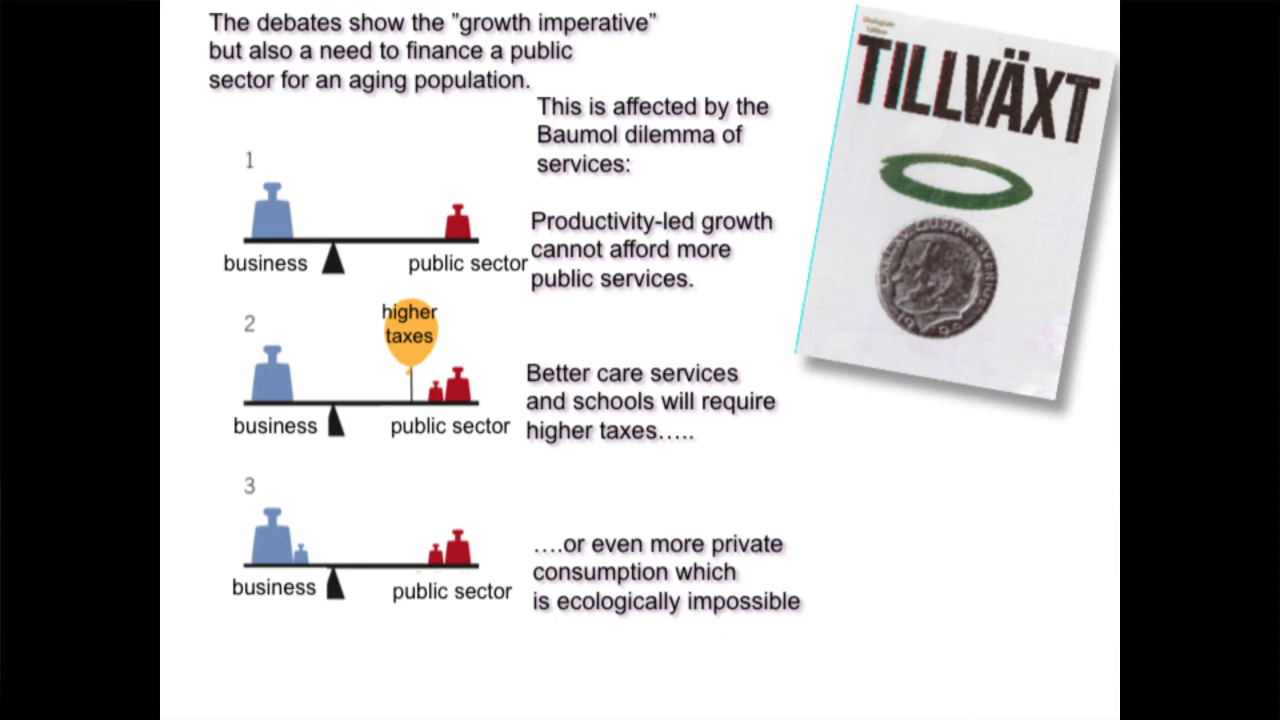 The debates show the ”growth imperative”
but also a need to finance a public
sector for an aging population.
This is affected by the
Baumol dilemma of
services:
1
business
public sector
Productivity-led growth
cannot afford more
public services.
2
higher
taxes
business
public sector
Better care services
and schools will require
higher taxes…..
3
business
public sector
….or even more private
consumption which
is ecologically impossible
TILLVÄXT